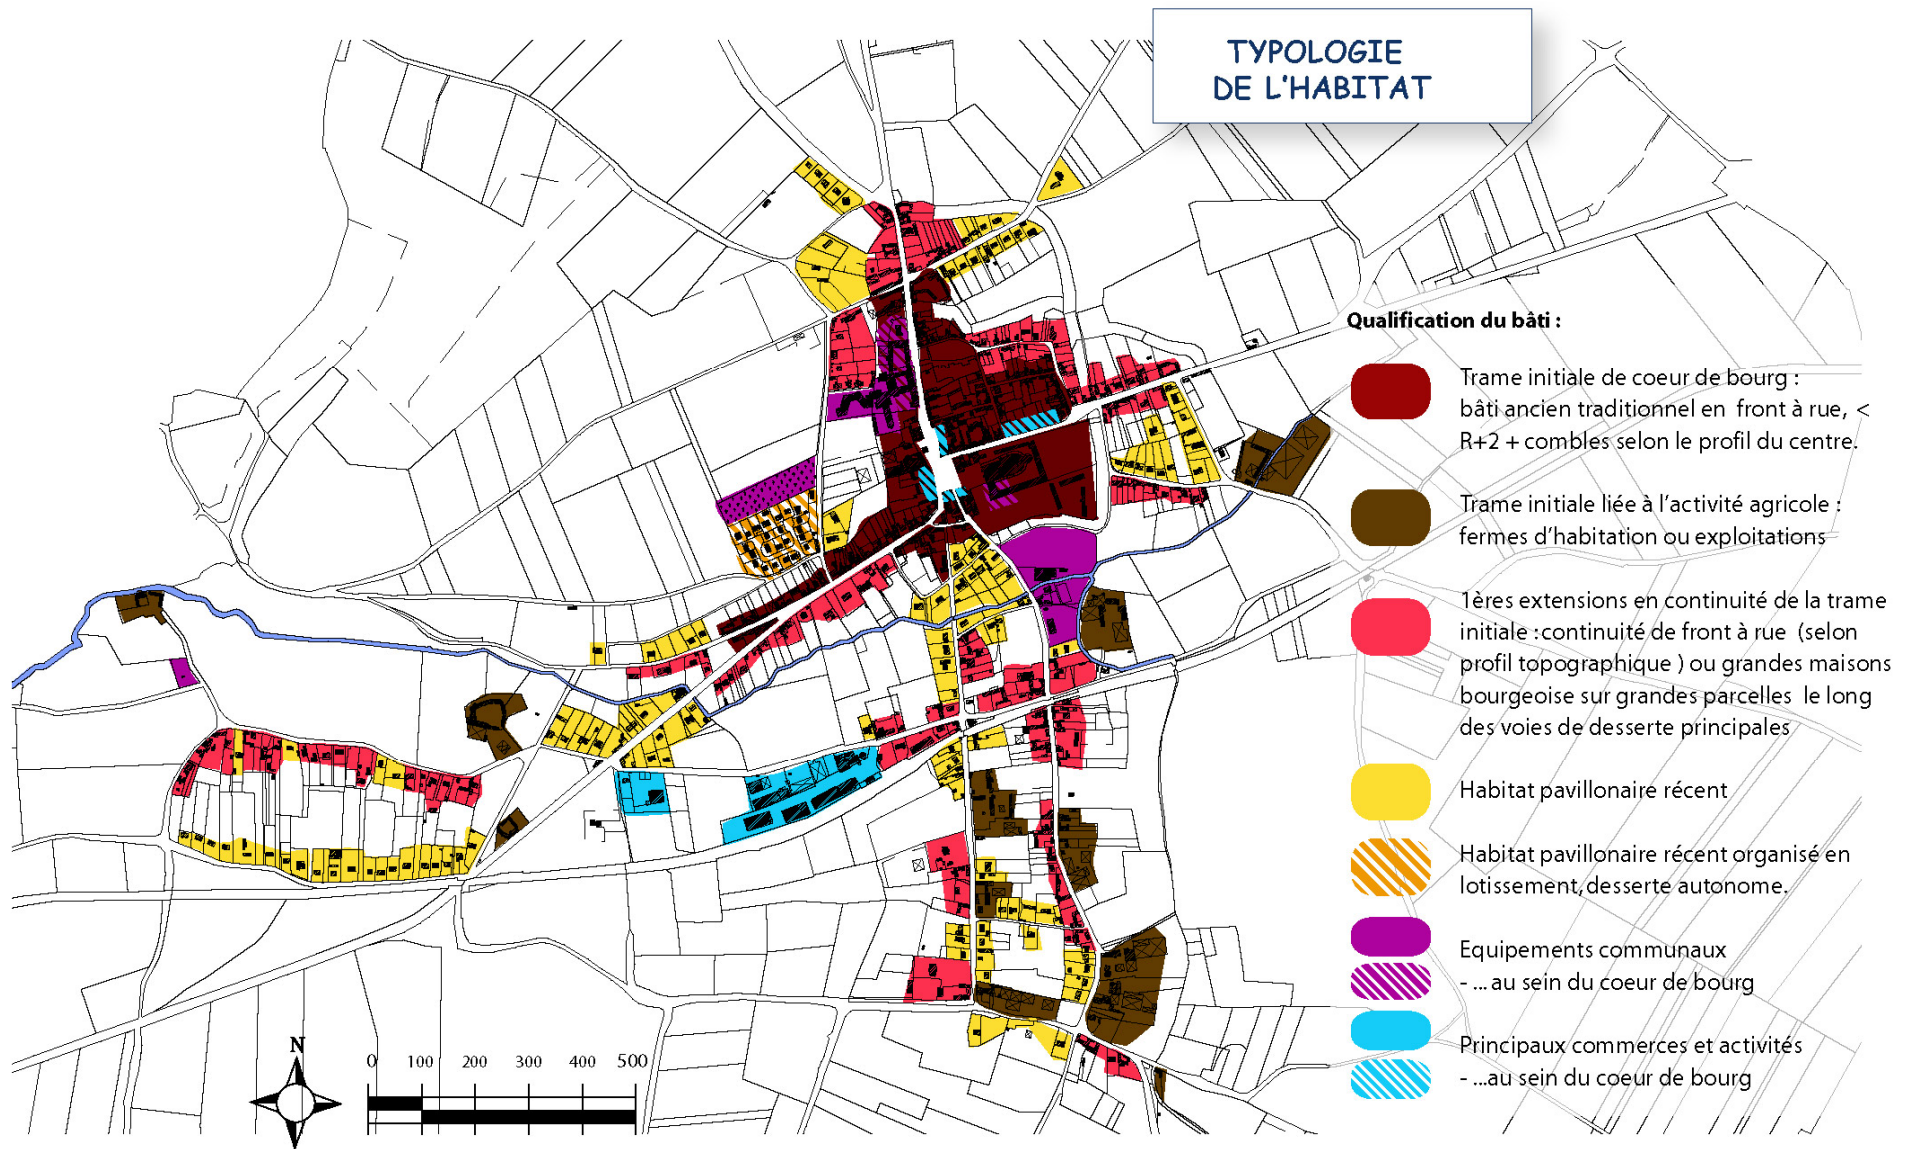 TYPOLOGIE
DE L'HABITAT
Qualification du bâti :
Trame initiale de coeur de bourg :
bâti ancien traditionnel en front à rue, <
R+2 + combles selon le profil du centre.
Trame initiale liée à l'activité agricole :
fermes d'habitation ou exploitations
1ères extensions en continuité de la trame
initiale :continuité de front à rue (selon
profil topographique ) ou grandes maisons
bourgeoise sur grandes parcelles le long
des voies de desserte principales
Habitat pavillonaire récent
Habitat pavillonaire récent organisé en
lotissement,desserte autonome.
Equipements communaux
- ... au sein du coeur de bourg
Principaux commerces et activités
- ...au sein du coeur de bourg
N
0 100 200 300 400 500